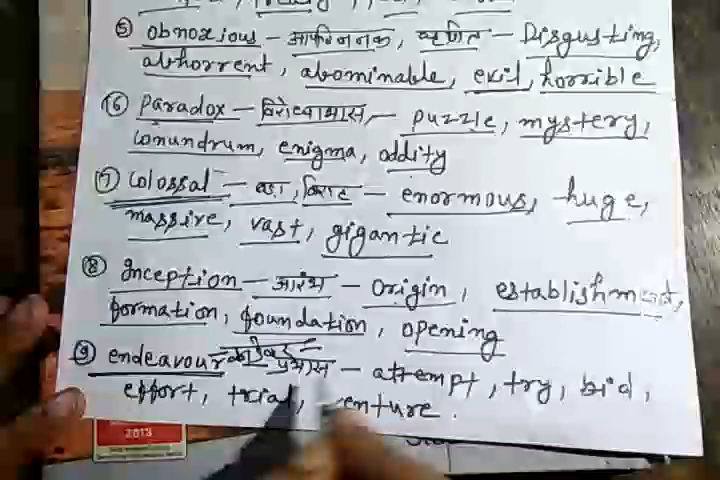 ⑤ obnoxious - आपत्तिजनक, घृणित - Disgusting,
abhorrent, abominable, evil, horrible
⑥ Paradox - विरोधाभास, - puzzle, mystery,
conundrum, enigma, oddity
⑦ Colossal - बड़ा, विराट - enormous, huge,
massive, vast, gigantic
⑧ Inception - आरंभ - origin, establishment,
formation, foundation, opening
⑨ endeavour - प्रयास - attempt, try, bid,
effort, trial, venture.
2013